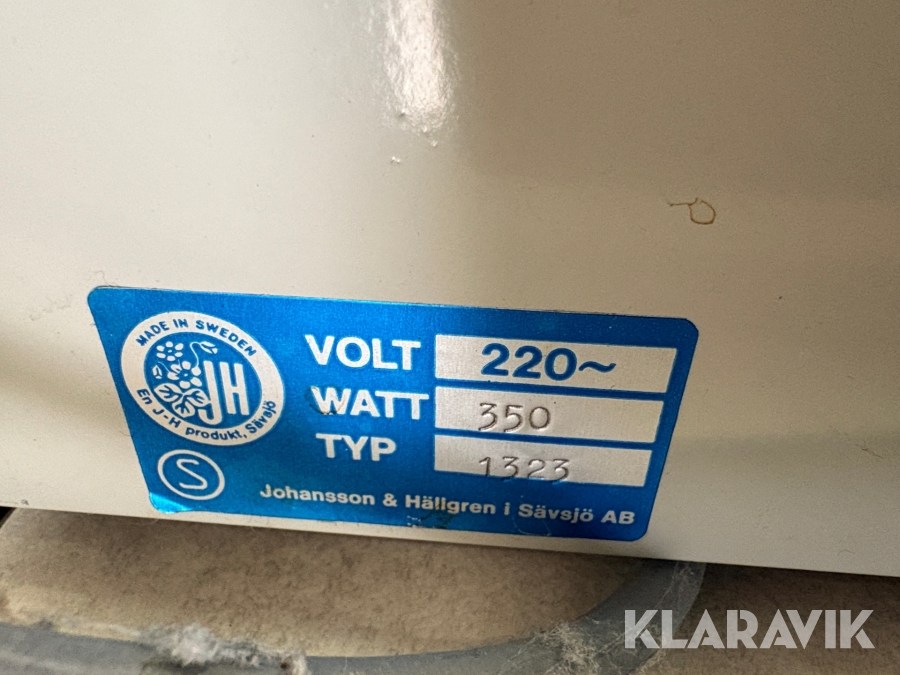 MADE IN SWEDEN
JH
En J-H produkt, Sävsjö
S
VOLT 220~
WATT 350
TYP 1323
Johansson & Hällgren i Sävsjö AB
KLARAVIK